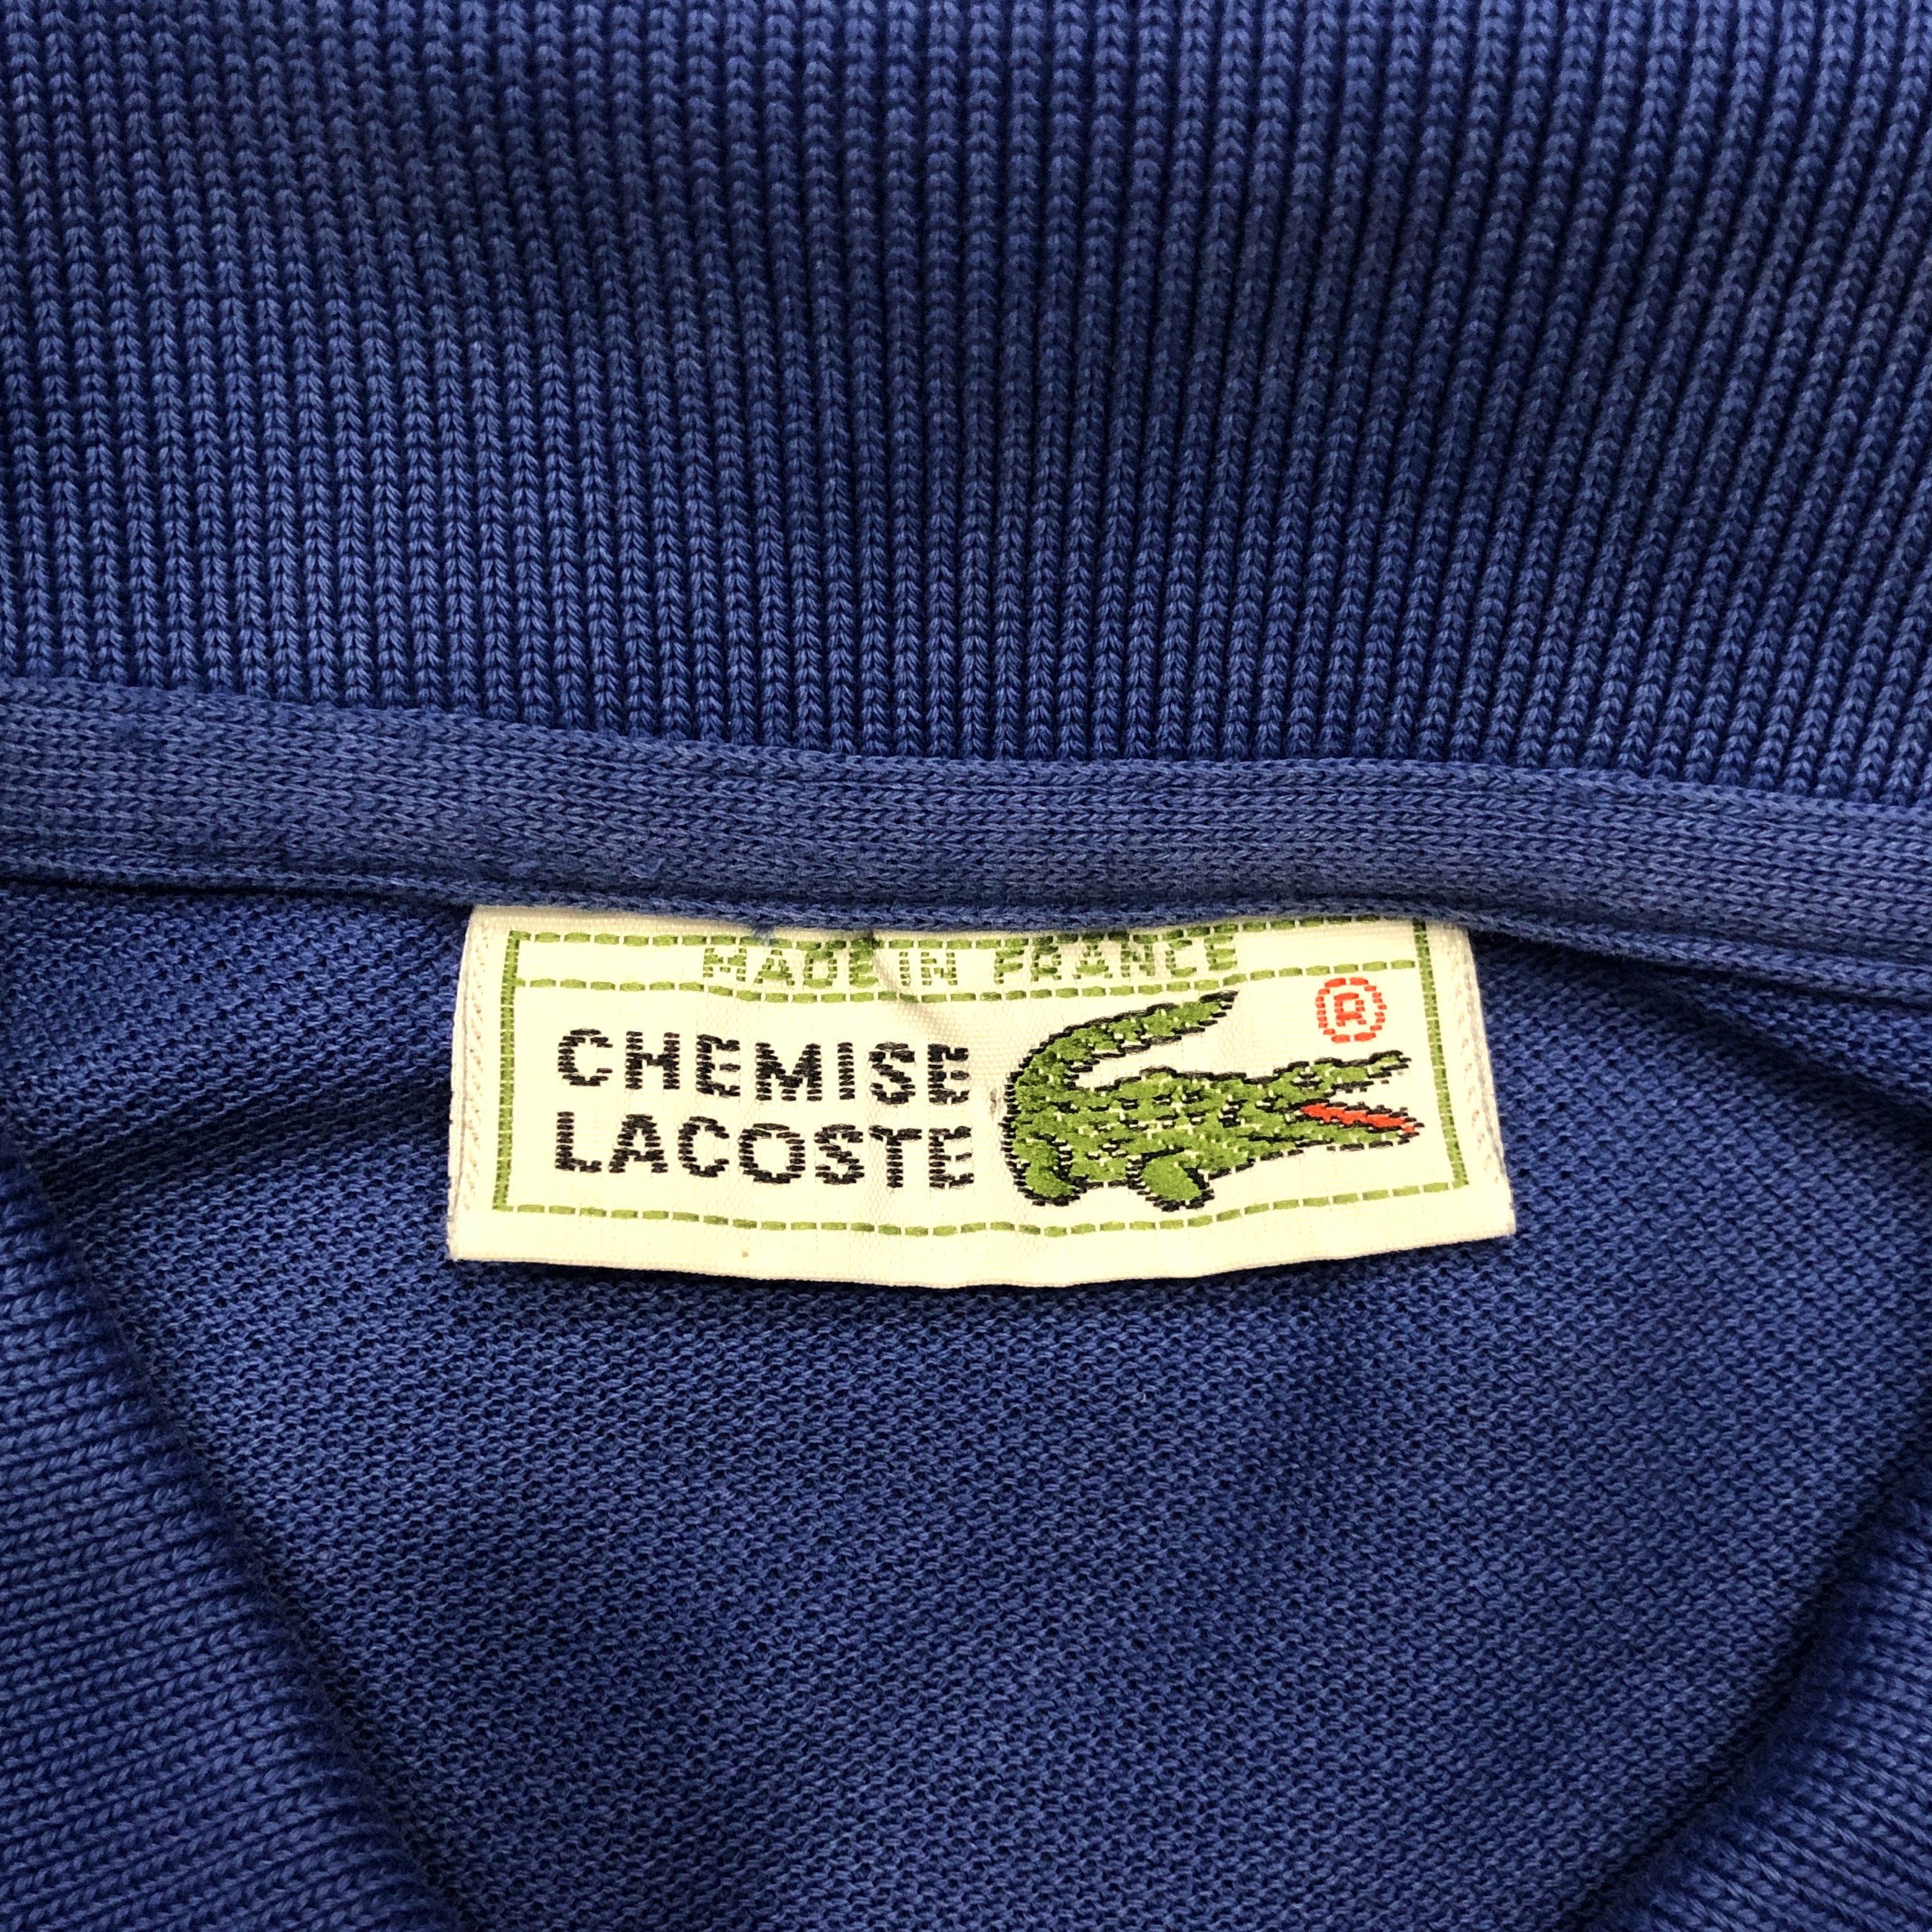 MADE IN FRANCE
®
CHEMISE
LACOSTE